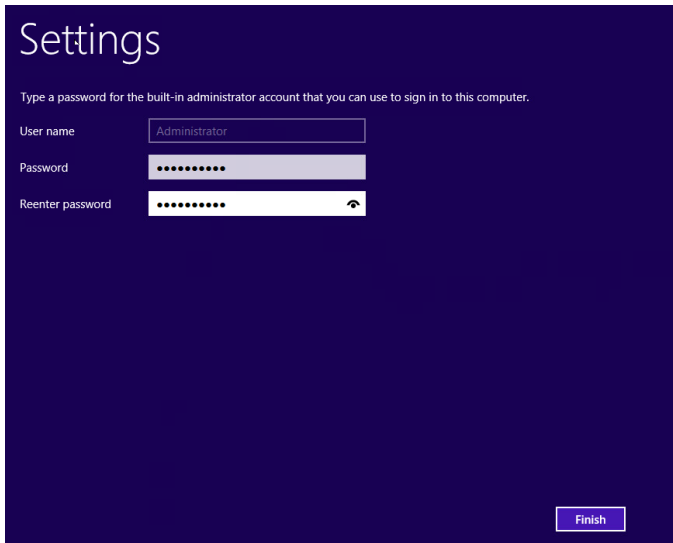 Settings
Type a password for the built-in administrator account that you can use to sign in to this computer.
User name Administrator
Password ••••••••••
Reenter password ••••••••••
Finish